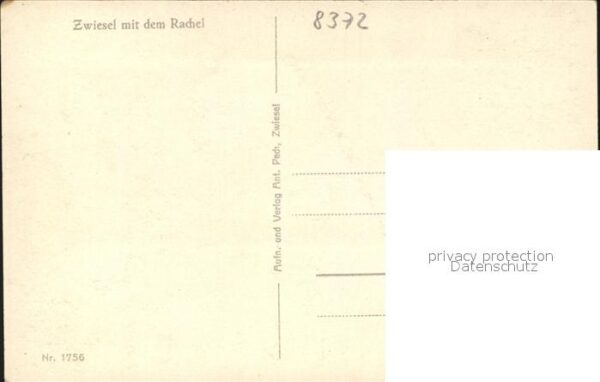 Zwiesel mit dem Rachel
8372
Aufn. und Verlag Ant. Pech, Zwiesel
privacy protection
Datenschutz
Nr. 1756